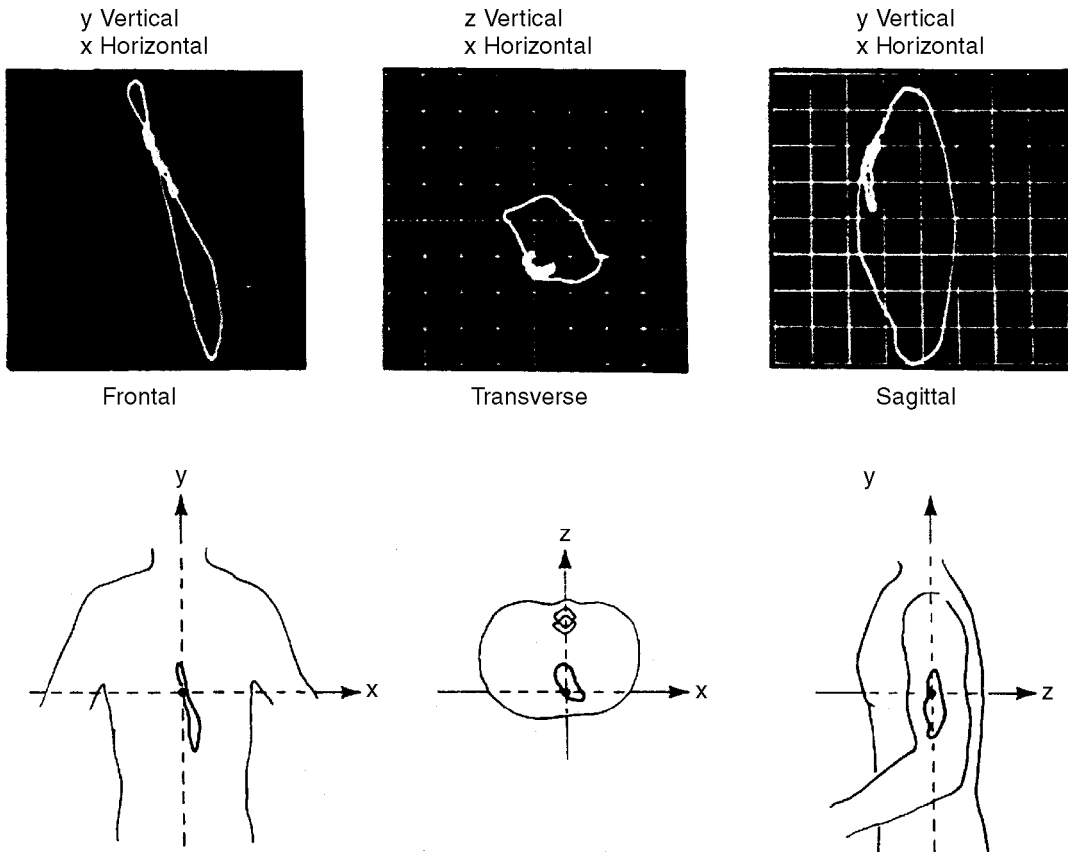 y Vertical
x Horizontal
z Vertical
x Horizontal
y Vertical
x Horizontal
Frontal
Transverse
Sagittal
y
x
z
x
y
z